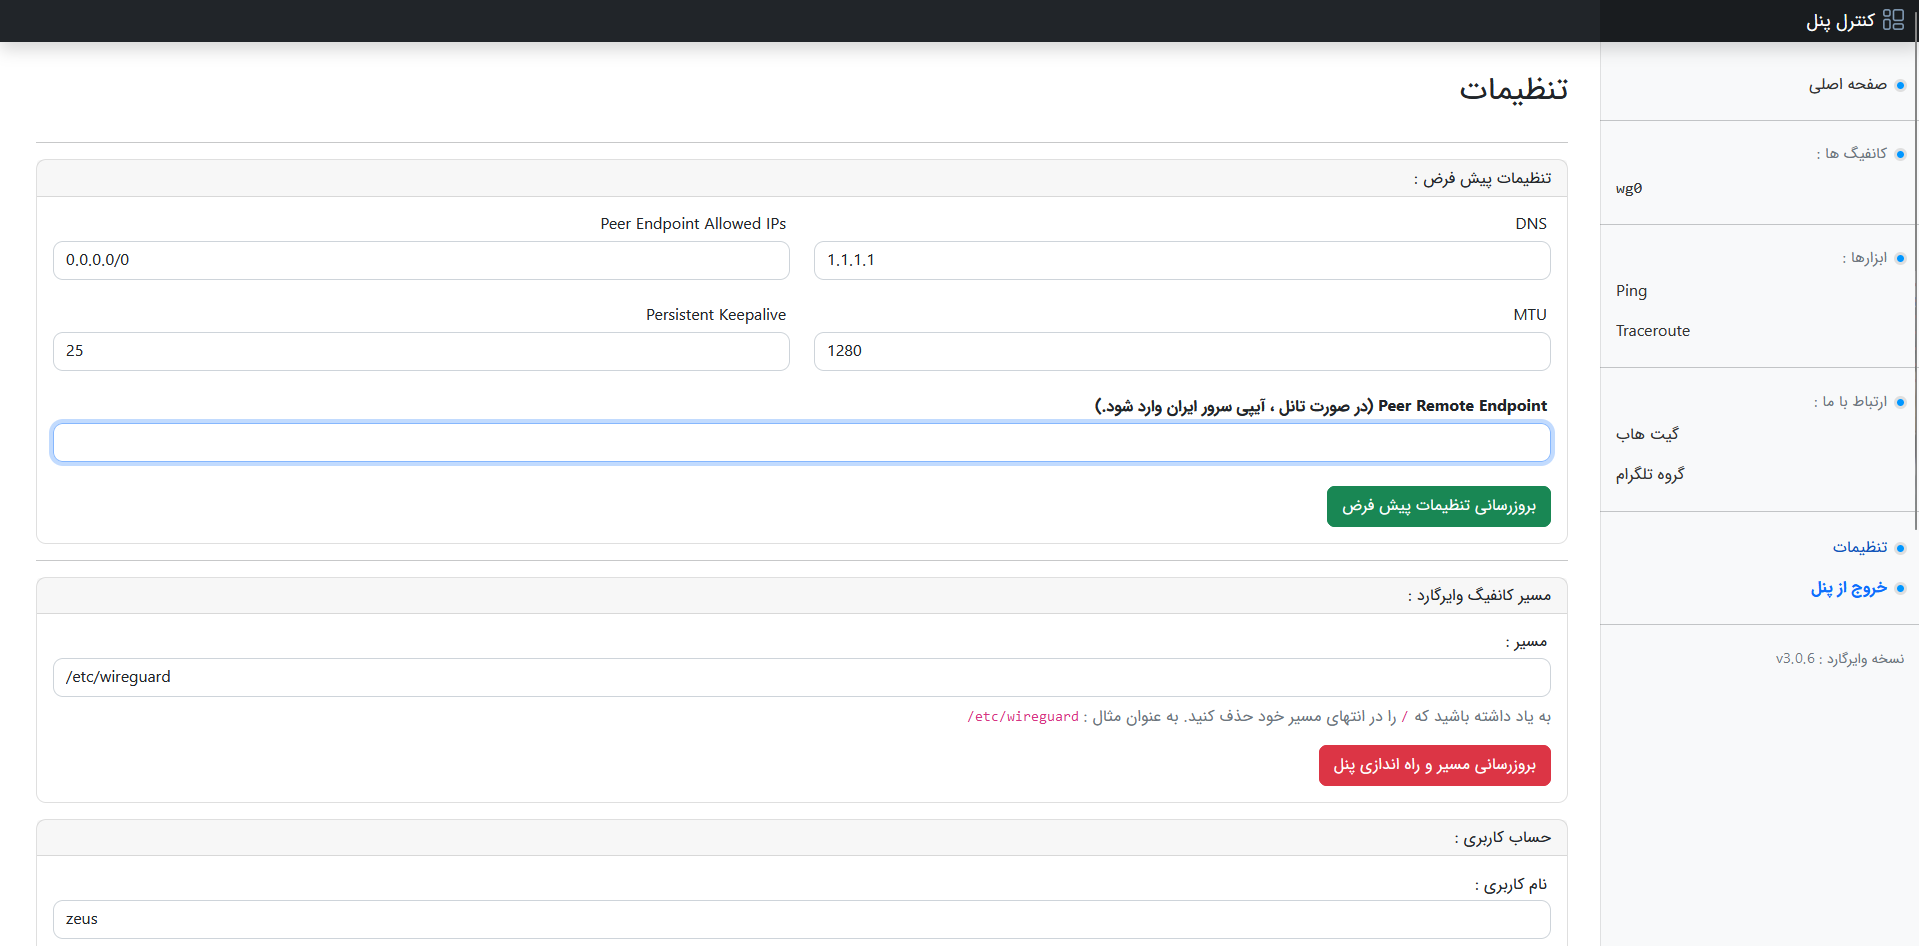 کنترل پنل
صفحه اصلی
کانفیگ ها :
wg0
ابزارها :
Ping
Traceroute
ارتباط با ما :
گیت هاب
گروه تلگرام
تنظیمات
خروج از پنل
نسخه وایرگارد : v3.0.6
تنظیمات
تنظیمات پیش فرض :
DNS
1.1.1.1
Peer Endpoint Allowed IPs
0.0.0.0/0
MTU
1280
Persistent Keepalive
25
Peer Remote Endpoint (در صورت تانل ، آیپی سرور ایران وارد شود.)
بروزرسانی تنظیمات پیش فرض
مسیر کانفیگ وایرگارد :
مسیر :
/etc/wireguard
به یاد داشته باشید که / را در انتهای مسیر خود حذف کنید. به عنوان مثال : /etc/wireguard
بروزرسانی مسیر و راه اندازی پنل
حساب کاربری :
نام کاربری :
zeus